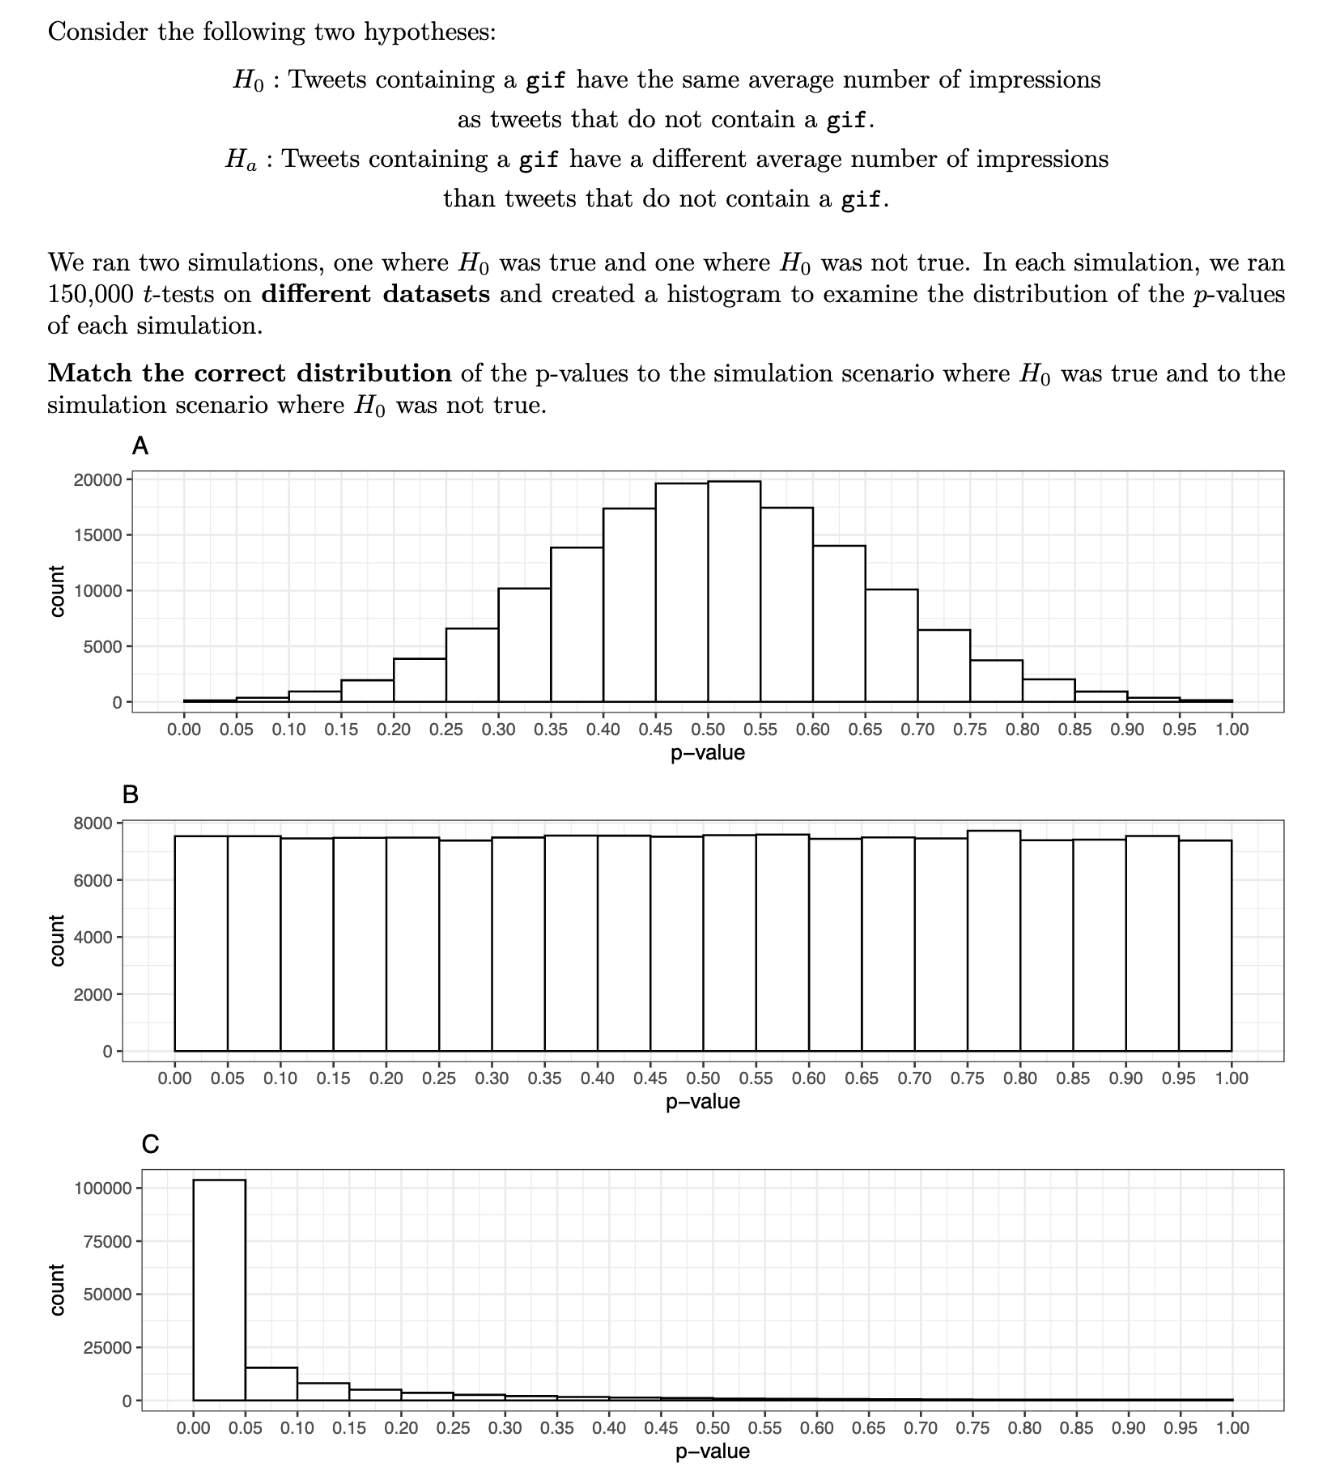 Consider the following two hypotheses:
H₀ : Tweets containing a gif have the same average number of impressions
as tweets that do not contain a gif.
Hₐ : Tweets containing a gif have a different average number of impressions
than tweets that do not contain a gif.
We ran two simulations, one where H₀ was true and one where H₀ was not true. In each simulation, we ran
150,000 t-tests on different datasets and created a histogram to examine the distribution of the p-values
of each simulation.
Match the correct distribution of the p-values to the simulation scenario where H₀ was true and to the
simulation scenario where H₀ was not true.
A
20000
15000
10000
5000
0
count
0.00 0.05 0.10 0.15 0.20 0.25 0.30 0.35 0.40 0.45 0.50 0.55 0.60 0.65 0.70 0.75 0.80 0.85 0.90 0.95 1.00
p−value
B
8000
6000
4000
2000
0
count
0.00 0.05 0.10 0.15 0.20 0.25 0.30 0.35 0.40 0.45 0.50 0.55 0.60 0.65 0.70 0.75 0.80 0.85 0.90 0.95 1.00
p−value
C
100000
75000
50000
25000
0
count
0.00 0.05 0.10 0.15 0.20 0.25 0.30 0.35 0.40 0.45 0.50 0.55 0.60 0.65 0.70 0.75 0.80 0.85 0.90 0.95 1.00
p−value